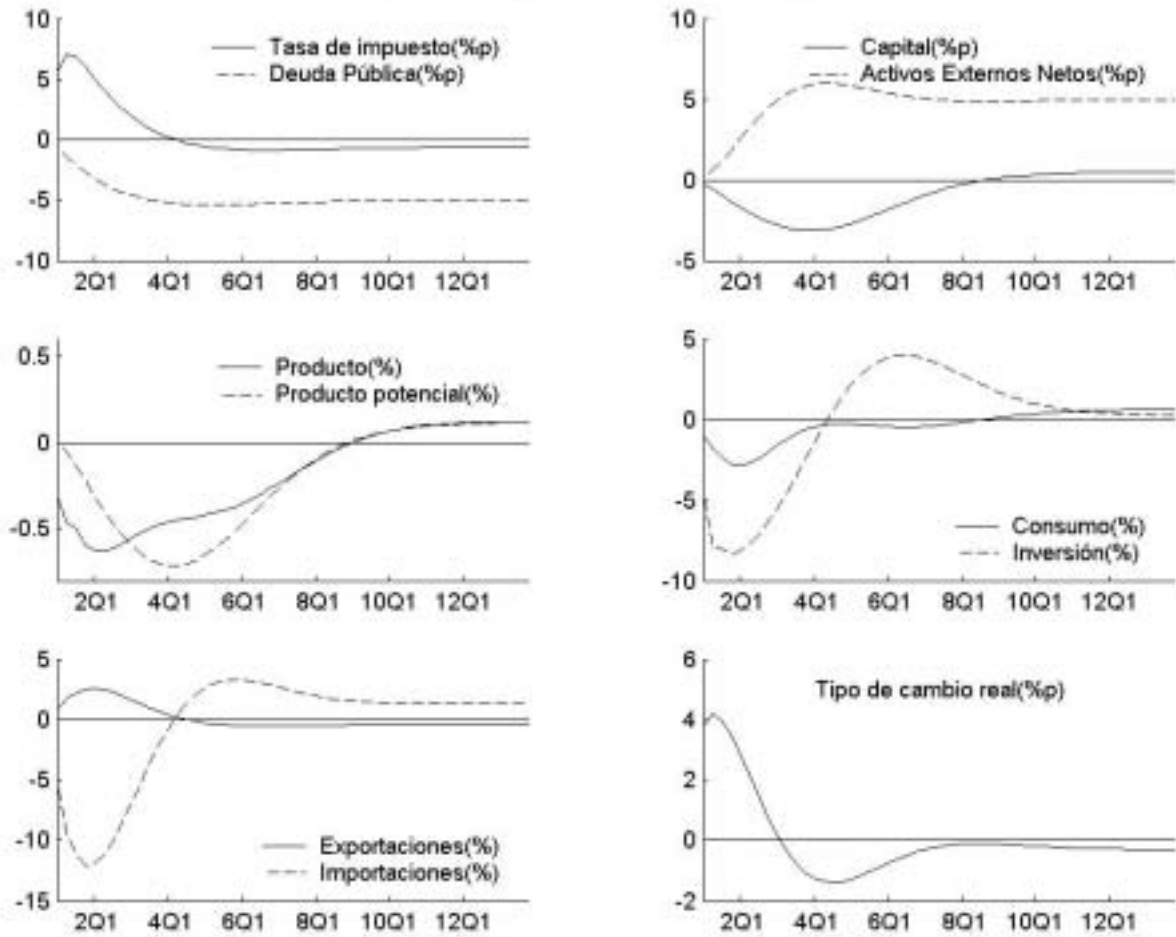 10
5
0
-5
-10
Tasa de impuesto(%p)
Deuda Pública(%p)
2Q1 4Q1 6Q1 8Q1 10Q1 12Q1
10
5
0
-5
Capital(%p)
Activos Externos Netos(%p)
2Q1 4Q1 6Q1 8Q1 10Q1 12Q1
0.5
0
-0.5
Producto(%)
Producto potencial(%)
2Q1 4Q1 6Q1 8Q1 10Q1 12Q1
5
0
-5
-10
Consumo(%)
Inversión(%)
2Q1 4Q1 6Q1 8Q1 10Q1 12Q1
5
0
-5
-10
-15
Exportaciones(%)
Importaciones(%)
2Q1 4Q1 6Q1 8Q1 10Q1 12Q1
6
4
2
0
-2
Tipo de cambio real(%p)
2Q1 4Q1 6Q1 8Q1 10Q1 12Q1